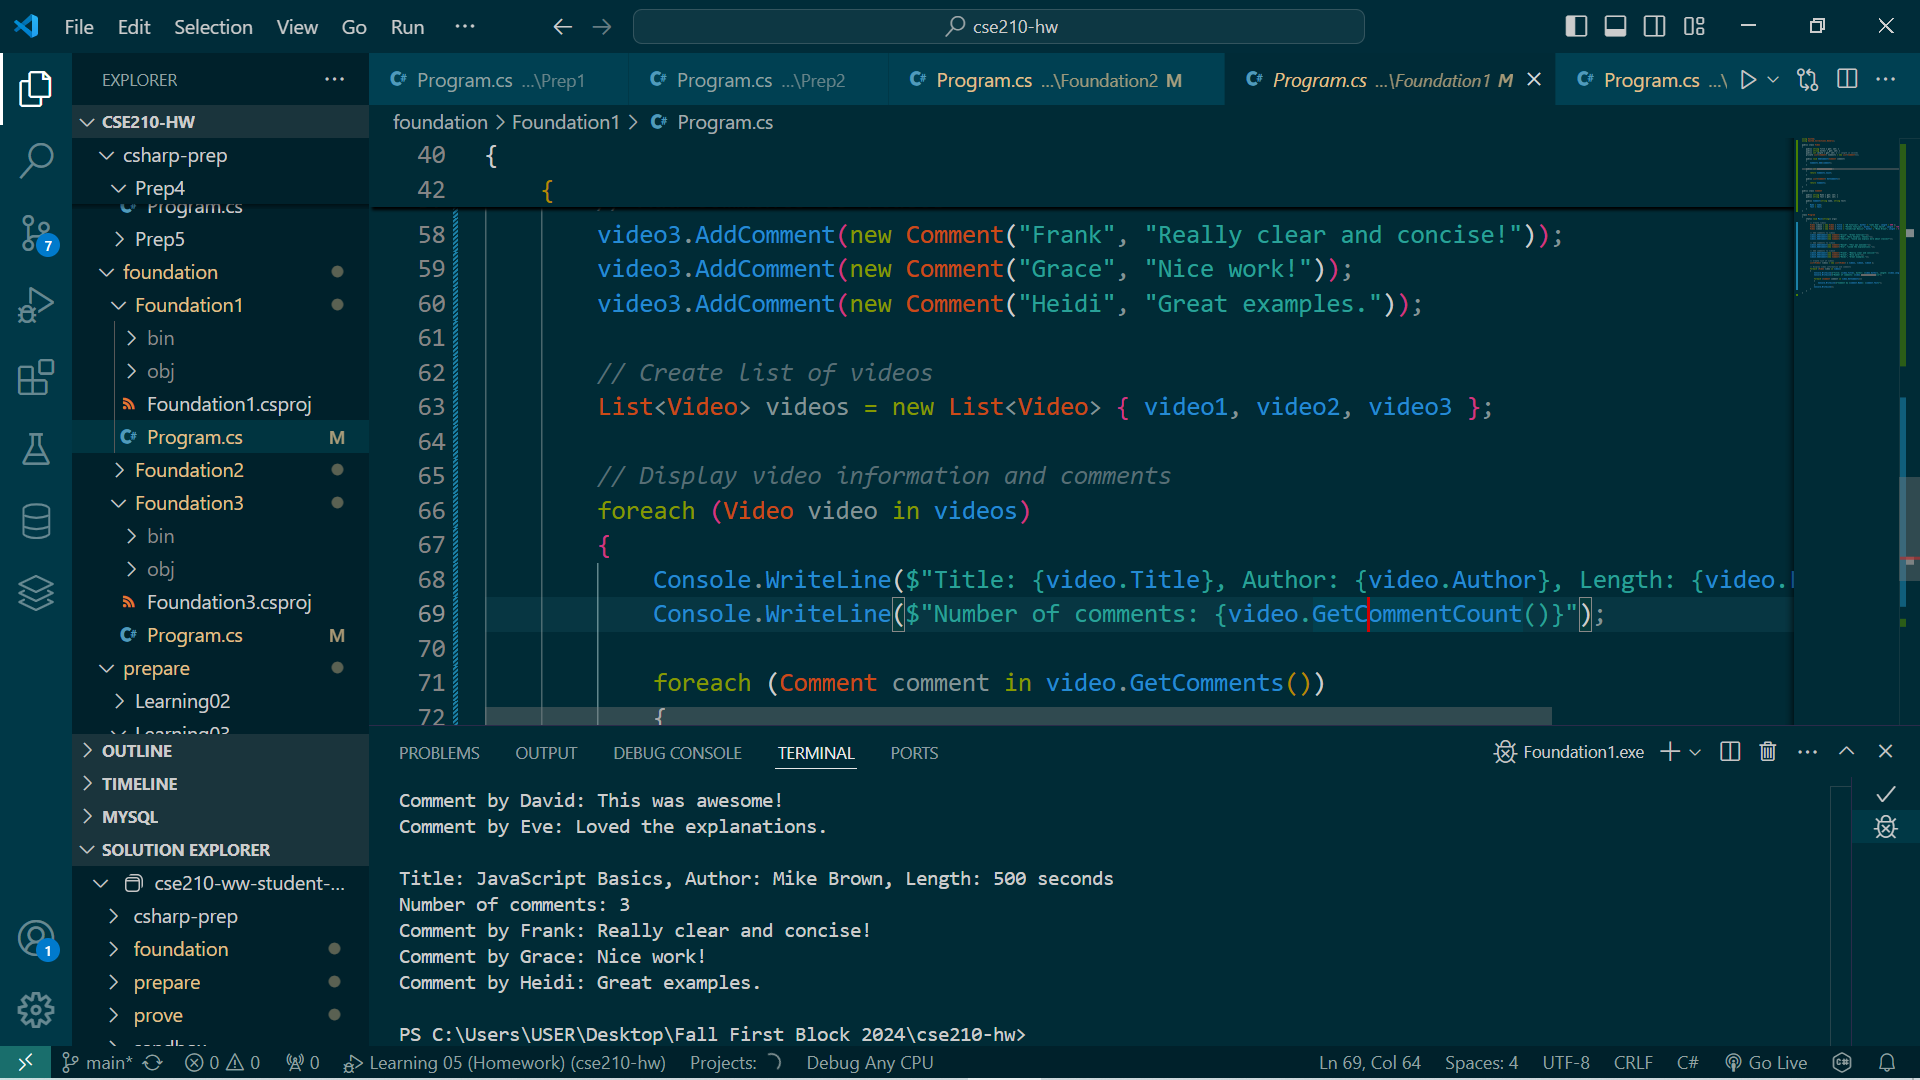 File Edit Selection View Go Run ··· cse210-hw
EXPLORER ···
CSE210-HW
csharp-prep
Prep4
Program.cs
Prep5
foundation
Foundation1
bin
obj
Foundation1.csproj
Program.cs M
Foundation2
Foundation3
bin
obj
Foundation3.csproj
Program.cs M
prepare
Learning02
Learning03
OUTLINE
TIMELINE
MYSQL
SOLUTION EXPLORER
cse210-ww-student-...
csharp-prep
foundation
prepare
prove
sandbox
7
1
Program.cs ...\Prep1 Program.cs ...\Prep2 Program.cs ...\Foundation2 M Program.cs ...\Foundation1 M Program.cs ...\
foundation > Foundation1 > Program.cs
40 {
42 {
58 video3.AddComment(new Comment("Frank", "Really clear and concise!"));
59 video3.AddComment(new Comment("Grace", "Nice work!"));
60 video3.AddComment(new Comment("Heidi", "Great examples."));
61
62 // Create list of videos
63 List<Video> videos = new List<Video> { video1, video2, video3 };
64
65 // Display video information and comments
66 foreach (Video video in videos)
67 {
68 Console.WriteLine($"Title: {video.Title}, Author: {video.Author}, Length: {video.
69 Console.WriteLine($"Number of comments: {video.GetCommentCount()}");
70
71 foreach (Comment comment in video.GetComments())
72 {
PROBLEMS OUTPUT DEBUG CONSOLE TERMINAL PORTS Foundation1.exe
Comment by David: This was awesome!
Comment by Eve: Loved the explanations.
Title: JavaScript Basics, Author: Mike Brown, Length: 500 seconds
Number of comments: 3
Comment by Frank: Really clear and concise!
Comment by Grace: Nice work!
Comment by Heidi: Great examples.
PS C:\Users\USER\Desktop\Fall First Block 2024\cse210-hw>
main* 0 0 0 Learning 05 (Homework) (cse210-hw) Projects: Debug Any CPU Ln 69, Col 64 Spaces: 4 UTF-8 CRLF C# Go Live